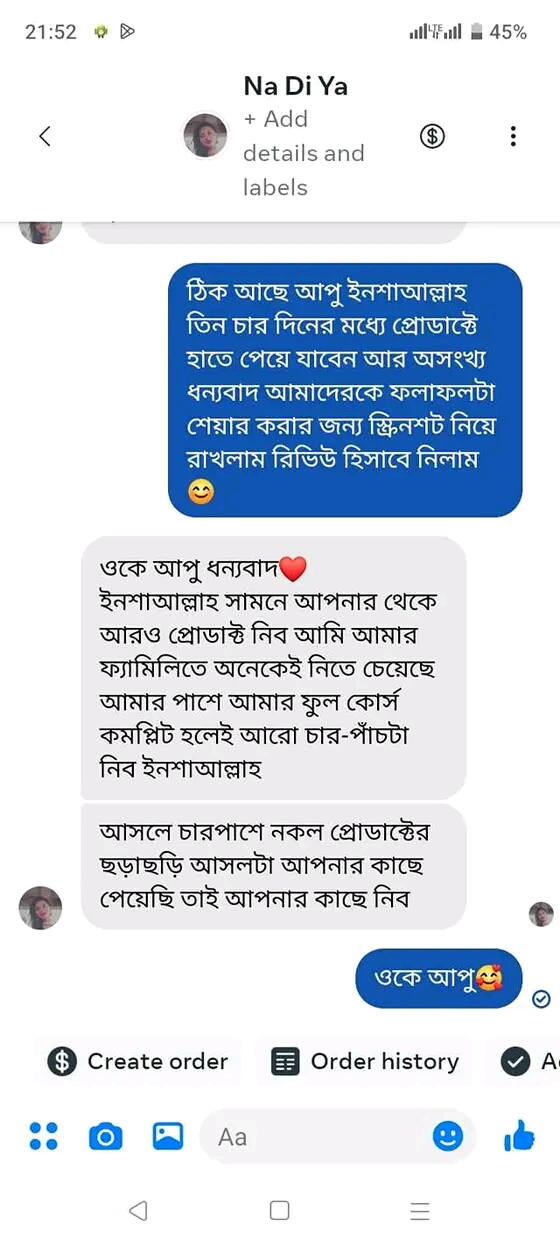 21:52
LTE
45%
Na Di Ya
+ Add
details and
labels
ঠিক আছে আপু ইনশাআল্লাহ
তিন চার দিনের মধ্যে প্রোডাক্টে
হাতে পেয়ে যাবেন আর অসংখ্য
ধন্যবাদ আমাদেরকে ফলাফলটা
শেয়ার করার জন্য স্ক্রিনশট নিয়ে
রাখলাম রিভিউ হিসাবে নিলাম
😊
ওকে আপু ধন্যবাদ❤️
ইনশাআল্লাহ সামনে আপনার থেকে
আরও প্রোডাক্ট নিব আমি আমার
ফ্যামিলিতে অনেকেই নিতে চেয়েছে
আমার পাশে আমার ফুল কোর্স
কমপ্লিট হলেই আরো চার-পাঁচটা
নিব ইনশাআল্লাহ
আসলে চারপাশে নকল প্রোডাক্টের
ছড়াছড়ি আসলটা আপনার কাছে
পেয়েছি তাই আপনার কাছে নিব
ওকে আপু🥰
Create order
Order history
Aa